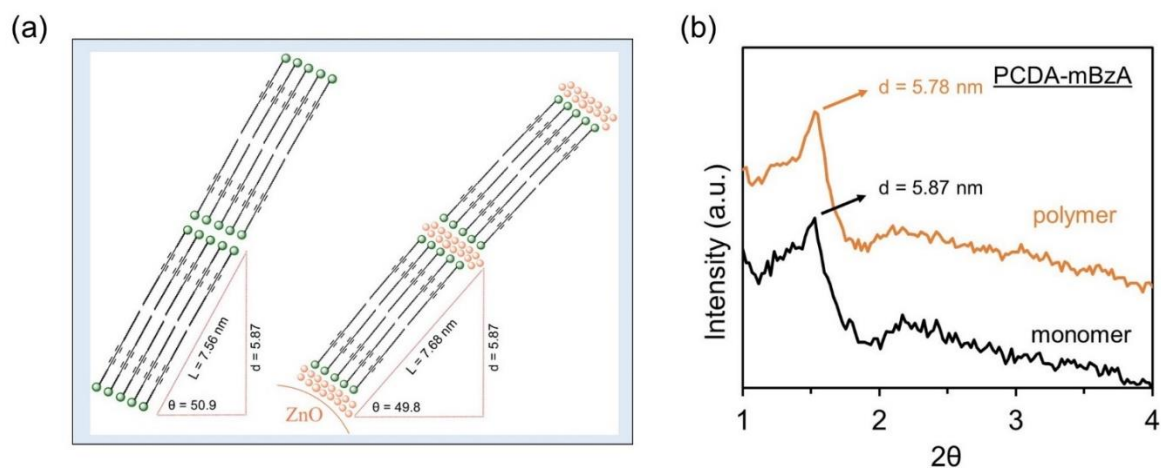 (a)
L = 7.56 nm
d = 5.87
θ = 50.9
ZnO
L = 7.68 nm
d = 5.87
θ = 49.8
(b)
PCDA-mBzA
d = 5.78 nm
d = 5.87 nm
polymer
monomer
Intensity (a.u.)
1 2 3 4
2θ